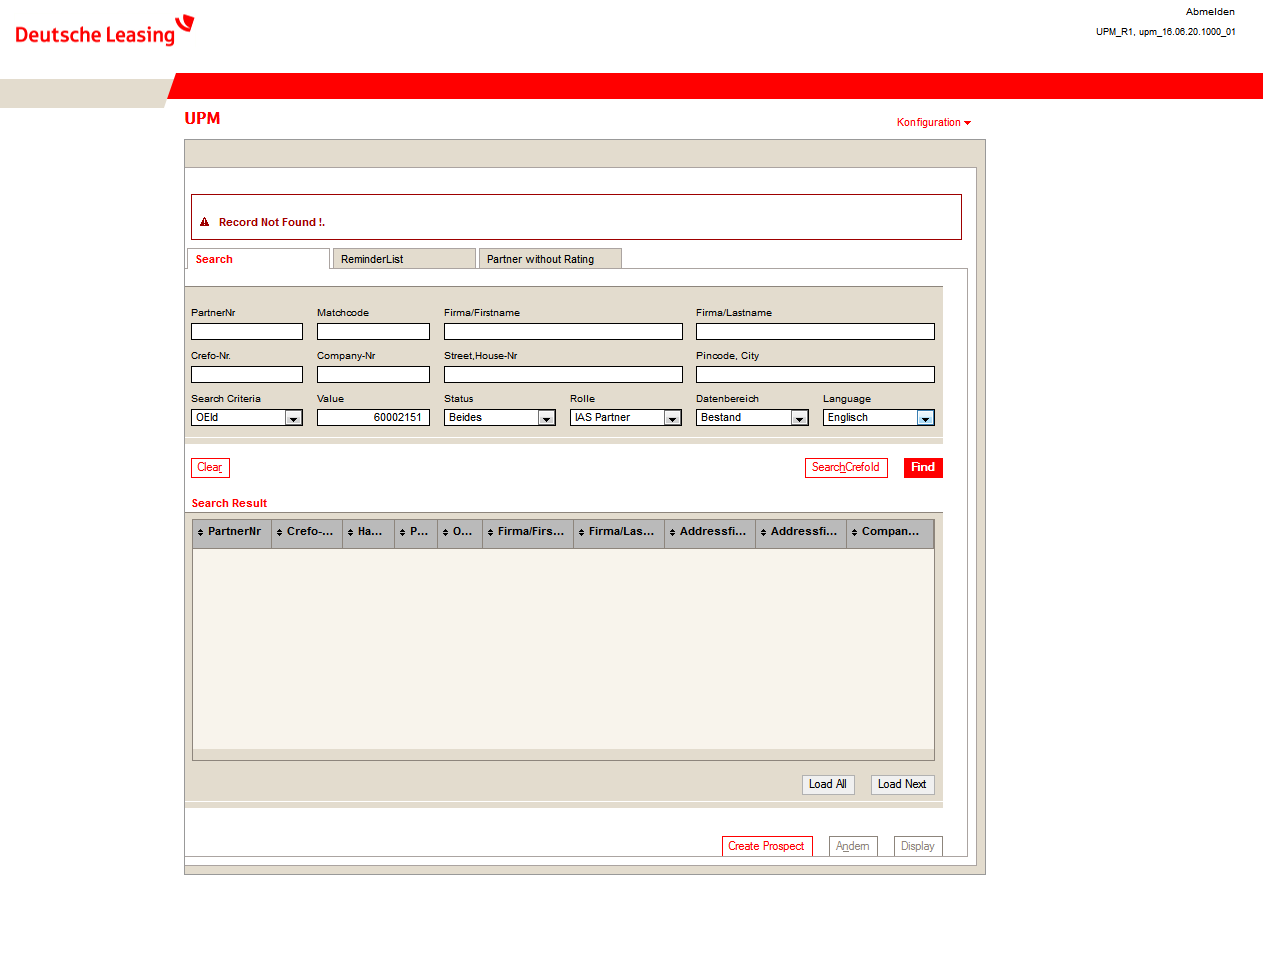 Abmelden
Deutsche Leasing
UPM_R1, upm_16.06.20.1000_01
UPM
Konfiguration
Record Not Found !.
Search ReminderList Partner without Rating
PartnerNr Matchcode Firma/Firstname Firma/Lastname
Crefo-Nr. Company-Nr Street,House-Nr Pincode, City
Search Criteria Value Status Rolle Datenbereich Language
OEId 60002151 Beides IAS Partner Bestand Englisch
Clear SearchCrefoId Find
Search Result
PartnerNr Crefo-... Ha... P... O... Firma/Firs... Firma/Las... Addressfi... Addressfi... Compan...
Load All Load Next
Create Prospect Ändern Display